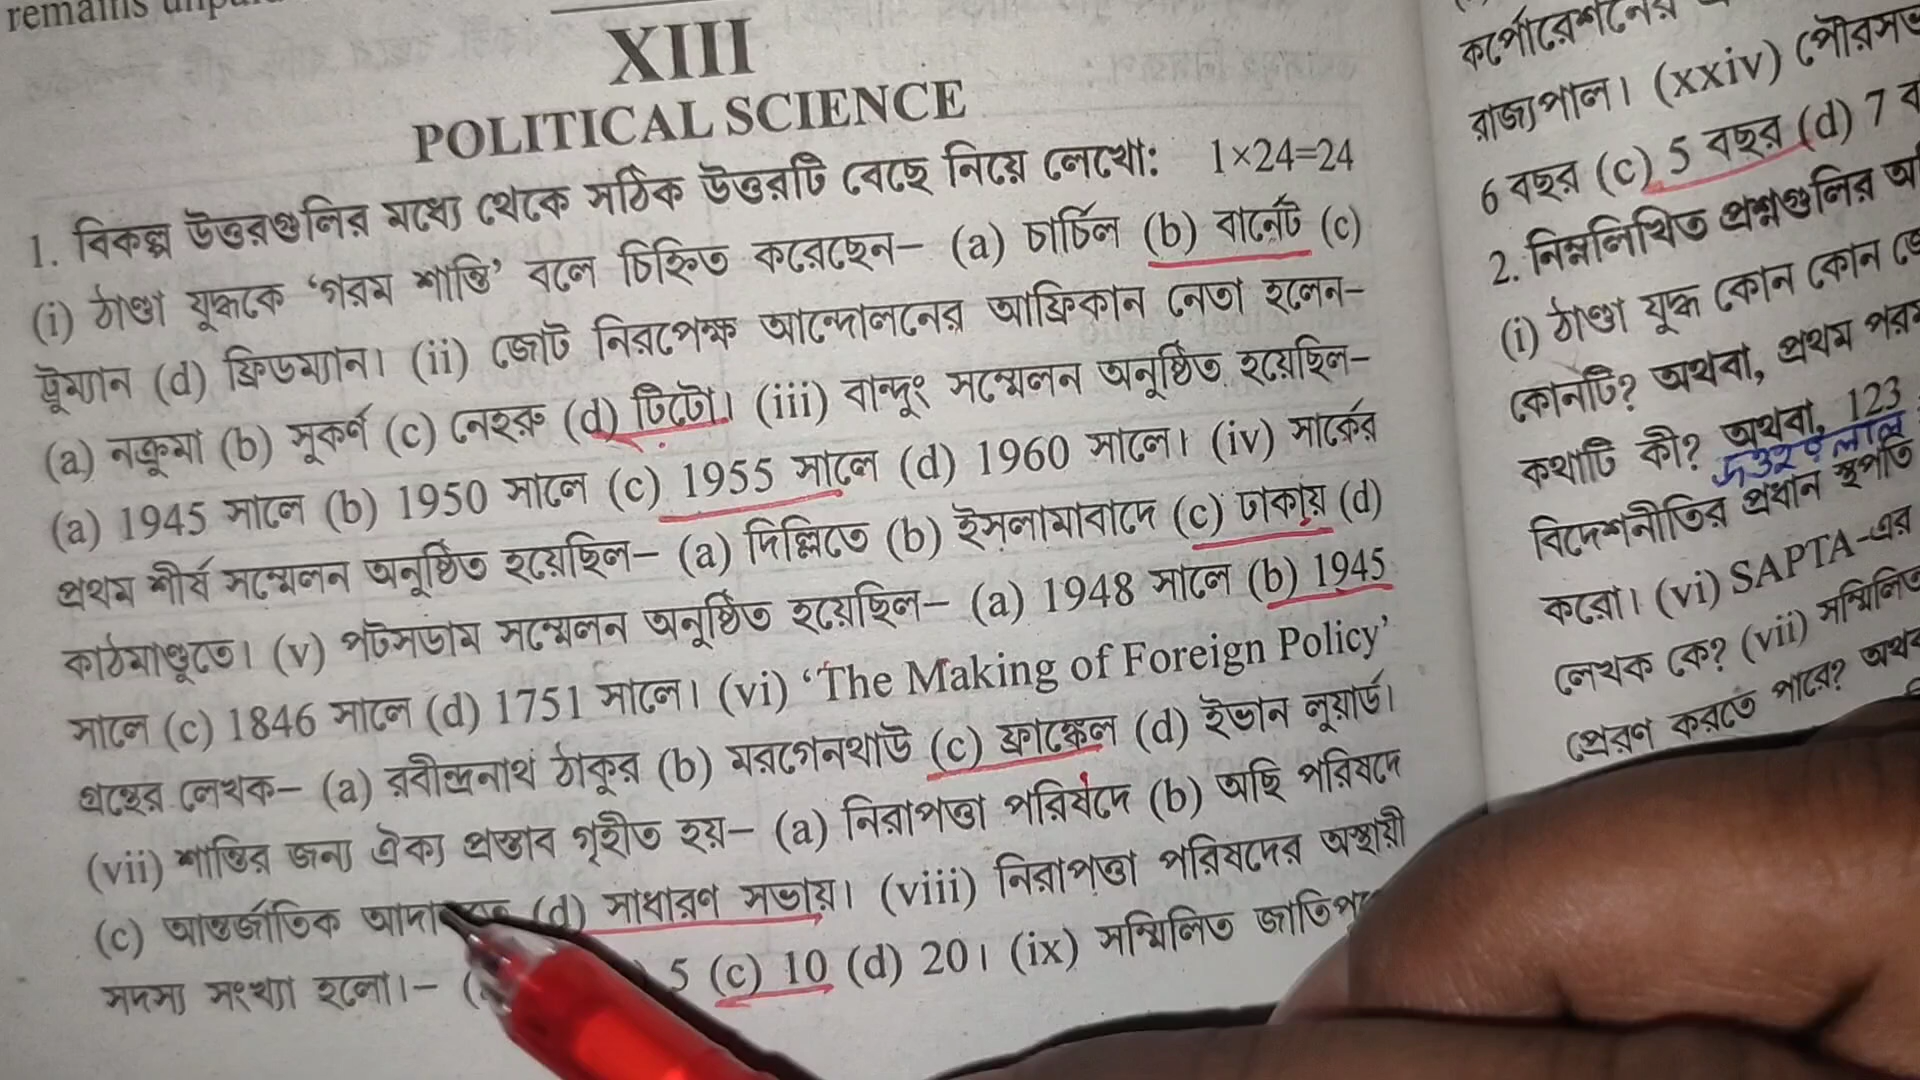 remains
XIII
POLITICAL SCIENCE
1. বিকল্প উত্তরগুলির মধ্যে থেকে সঠিক উত্তরটি বেছে নিয়ে লেখো: 1×24=24
(i) ঠাণ্ডা যুদ্ধকে ‘গরম শান্তি’ বলে চিহ্নিত করেছেন– (a) চার্চিল (b) বার্নেট (c)
ট্রুম্যান (d) ফ্রিডম্যান। (ii) জোট নিরপেক্ষ আন্দোলনের আফ্রিকান নেতা হলেন–
(a) নক্রুমা (b) সুকর্ণ (c) নেহরু (d) টিটো। (iii) বান্দুং সম্মেলন অনুষ্ঠিত হয়েছিল–
(a) 1945 সালে (b) 1950 সালে (c) 1955 সালে (d) 1960 সালে। (iv) সার্কের
প্রথম শীর্ষ সম্মেলন অনুষ্ঠিত হয়েছিল– (a) দিল্লিতে (b) ইসলামাবাদে (c) ঢাকায় (d)
কাঠমাণ্ডুতে। (v) পটসডাম সম্মেলন অনুষ্ঠিত হয়েছিল– (a) 1948 সালে (b) 1945
সালে (c) 1846 সালে (d) 1751 সালে। (vi) ‘The Making of Foreign Policy’
গ্রন্থের লেখক– (a) রবীন্দ্রনাথ ঠাকুর (b) মরগেনথাউ (c) ফ্রাঙ্কেল (d) ইভান লুয়ার্ড।
(vii) শান্তির জন্য ঐক্য প্রস্তাব গৃহীত হয়– (a) নিরাপত্তা পরিষদে (b) অছি পরিষদে
(c) আন্তর্জাতিক (d) সাধারণ সভায়। (viii) নিরাপত্তা পরিষদের অস্থায়ী
সদস্য সংখ্যা হলো।– 5 (c) 10 (d) 20। (ix) সম্মিলিত
কর্পোরেশনের
রাজ্যপাল। (xxiv)
6 বছর (c) 5 বছর (d) 7
2. নিম্নলিখিত প্রশ্নগুলির
(i) ঠাণ্ডা যুদ্ধ কোন কোন
কোনটি? অথবা, প্রথম
কথাটি কী? অথবা, 123
বিদেশনীতির প্রধান স্থপতি
করো। (vi) SAPTA-এর
লেখক কে? (vii) সম্মিলিত
প্রেরণ করতে পারে?